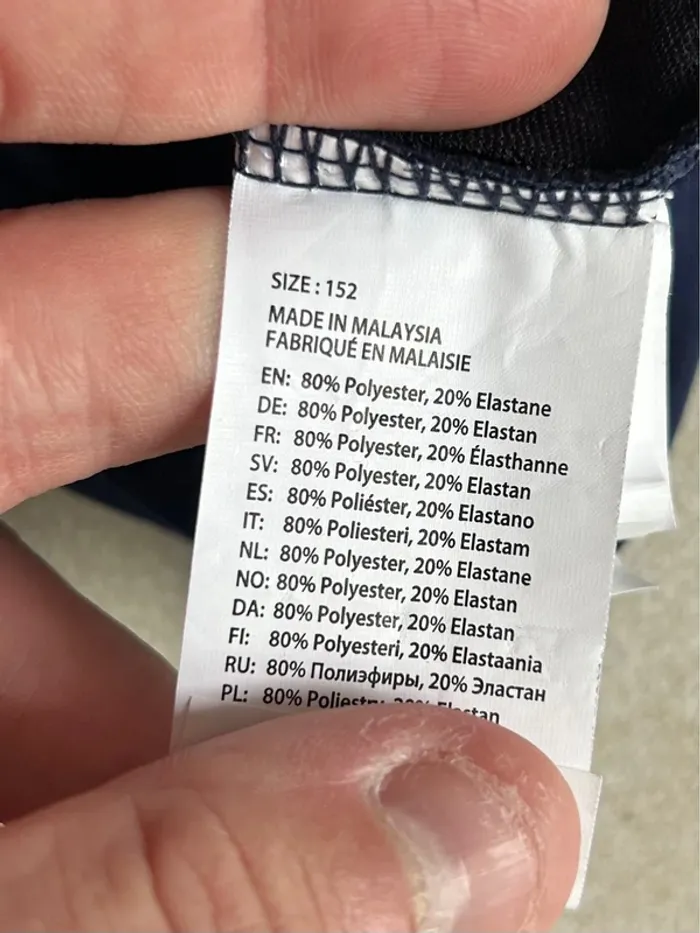 SIZE : 152
MADE IN MALAYSIA
FABRIQUÉ EN MALAISIE
EN: 80% Polyester, 20% Elastane
DE: 80% Polyester, 20% Elastan
FR: 80% Polyester, 20% Élasthanne
SV: 80% Polyester, 20% Elastan
ES: 80% Poliéster, 20% Elastano
IT: 80% Poliesteri, 20% Elastam
NL: 80% Polyester, 20% Elastane
NO: 80% Polyester, 20% Elastan
DA: 80% Polyester, 20% Elastan
FI: 80% Polyesteri, 20% Elastaania
RU: 80% Полиэфиры, 20% Эластан
PL: 80%